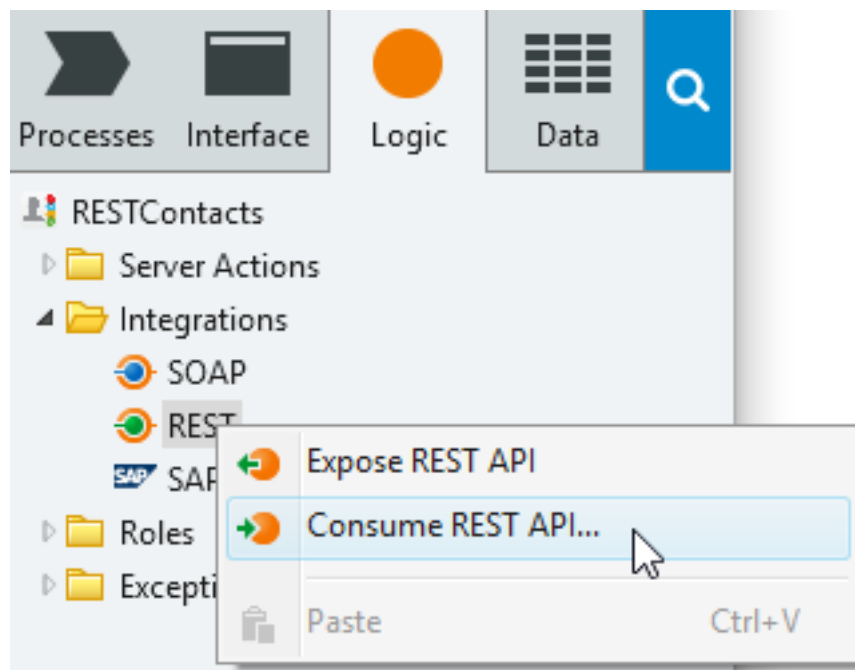 Processes Interface Logic Data
RESTContacts
Server Actions
Integrations
SOAP
REST
Expose REST API
SAP
Consume REST API...
Roles
Excepti
Paste Ctrl+V